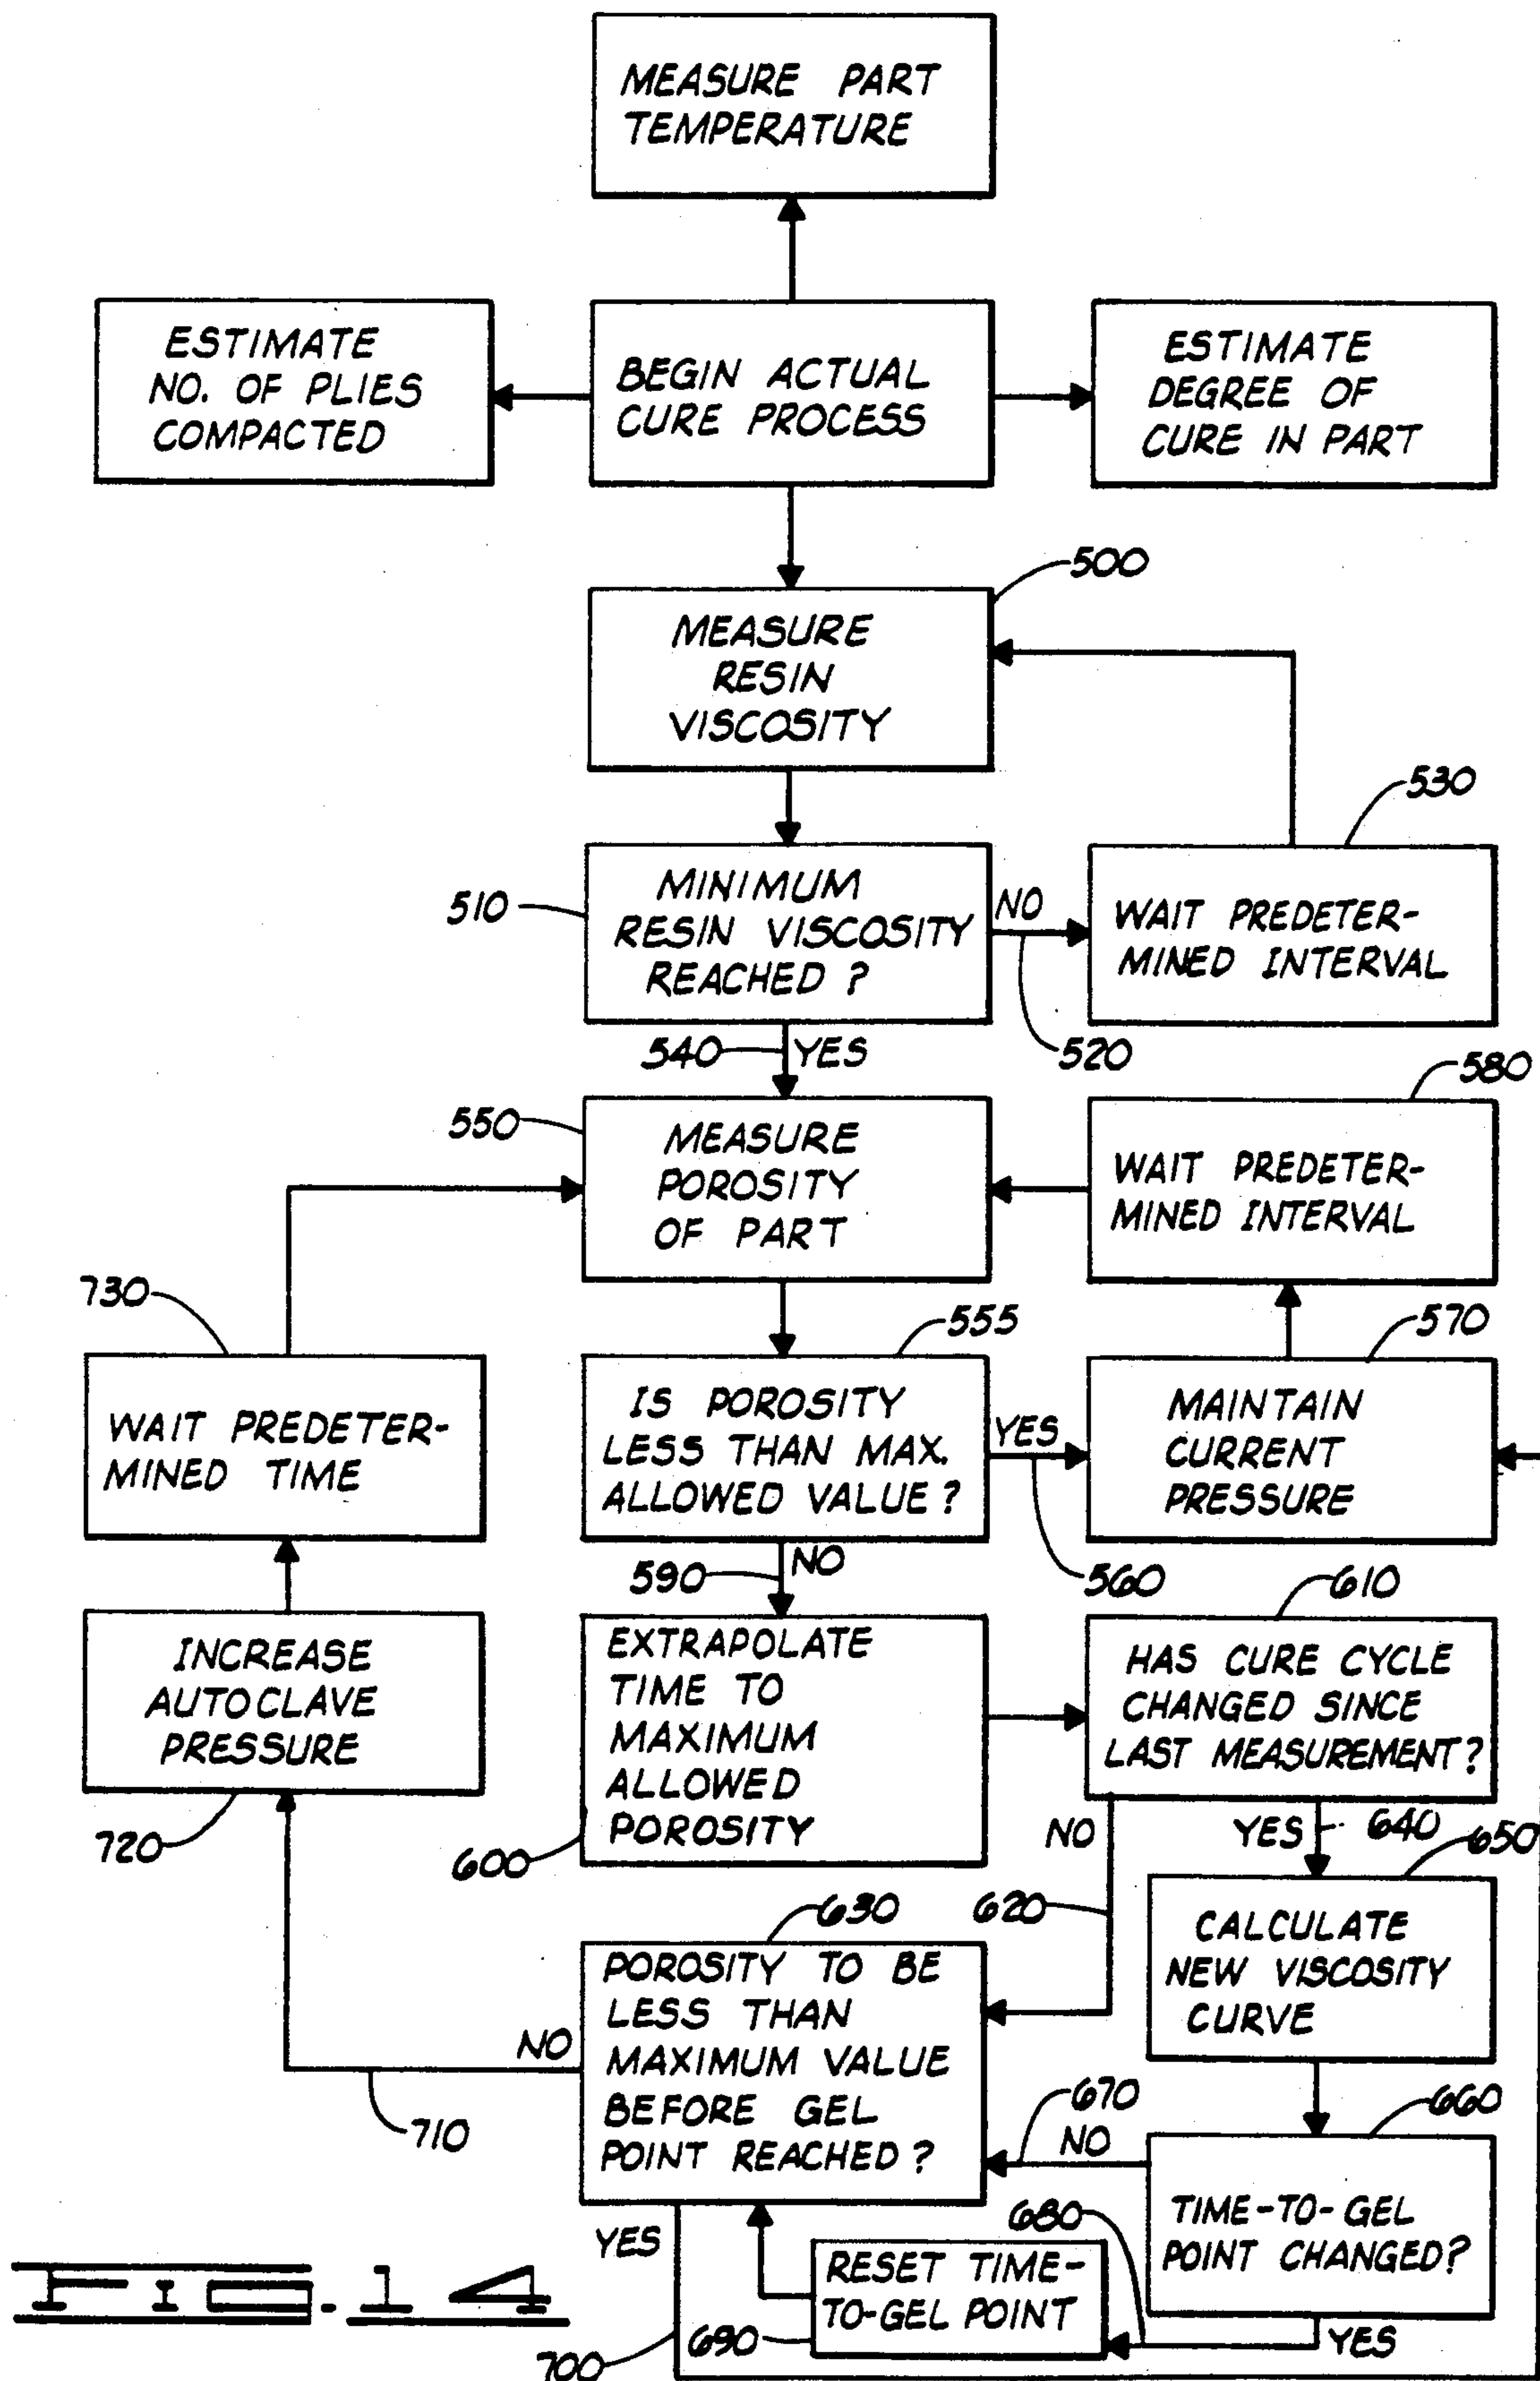 MEASURE PART
TEMPERATURE
ESTIMATE
NO. OF PLIES
COMPACTED
BEGIN ACTUAL
CURE PROCESS
ESTIMATE
DEGREE OF
CURE IN PART
500
MEASURE
RESIN
VISCOSITY
530
510
MINIMUM
RESIN VISCOSITY
REACHED ?
NO
WAIT PREDETER-
MINED INTERVAL
540
YES
520
580
550
MEASURE
POROSITY
OF PART
WAIT PREDETER-
MINED INTERVAL
730
555
570
WAIT PREDETER-
MINED TIME
IS POROSITY
LESS THAN MAX.
ALLOWED VALUE ?
YES
MAINTAIN
CURRENT
PRESSURE
590
NO
560
610
INCREASE
AUTOCLAVE
PRESSURE
EXTRAPOLATE
TIME TO
MAXIMUM
ALLOWED
POROSITY
HAS CURE CYCLE
CHANGED SINCE
LAST MEASUREMENT ?
720
600
NO
YES
640
650
630
620
CALCULATE
NEW VISCOSITY
CURVE
POROSITY TO BE
LESS THAN
MAXIMUM VALUE
BEFORE GEL
POINT REACHED ?
NO
710
670
NO
660
TIME-TO-GEL
POINT CHANGED?
YES
680
RESET TIME-
TO-GEL POINT
690
YES
700
FIG. 14